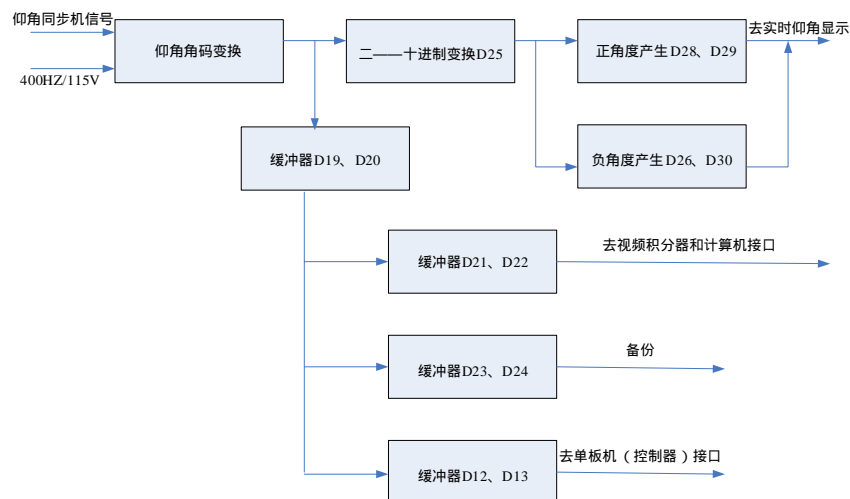 仰角同步机信号
400HZ/115V
仰角角码变换
二——十进制变换D25
正角度产生D28、D29
去实时仰角显示
缓冲器D19、D20
负角度产生D26、D30
缓冲器D21、D22
去视频积分器和计算机接口
缓冲器D23、D24
备份
缓冲器D12、D13
去单板机（控制器）接口